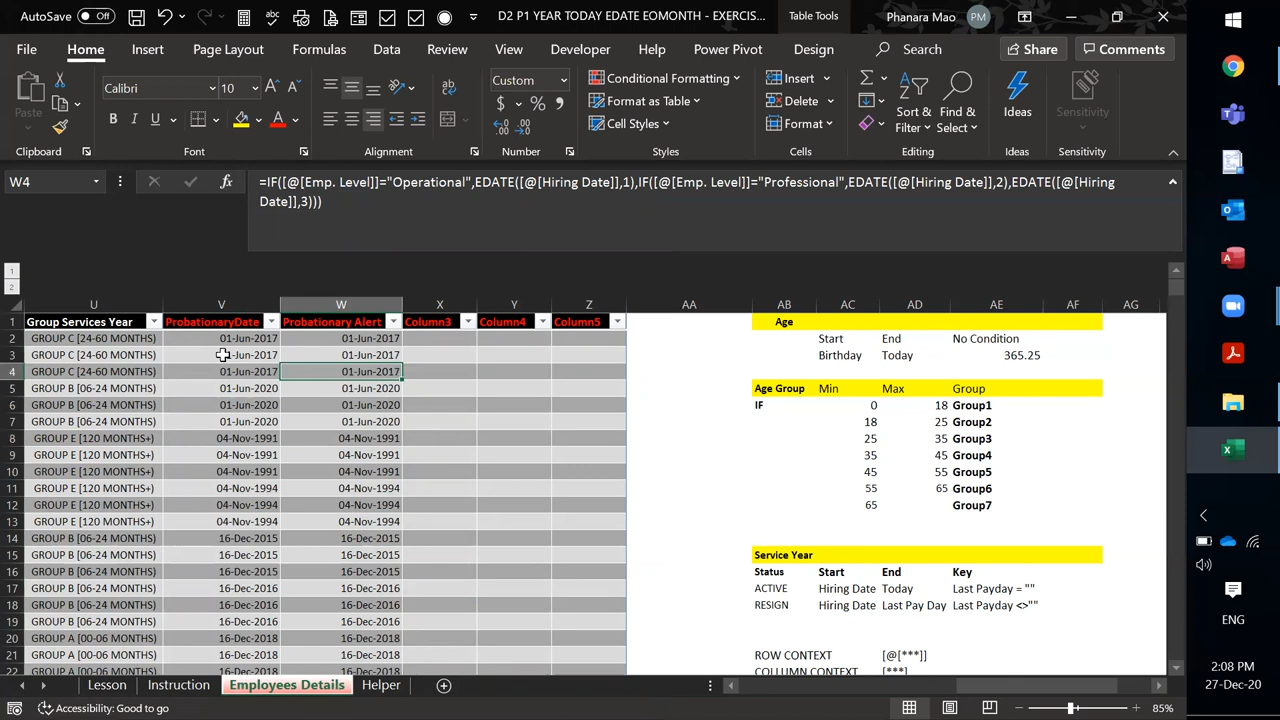 AutoSave Off D2 P1 YEAR TODAY EDATE EOMONTH - EXERCIS... Table Tools Phanara Mao PM
File Home Insert Page Layout Formulas Data Review View Developer Help Power Pivot Design Search Share Comments
Calibri 10 Custom Conditional Formatting Insert
Paste Format as Table Delete Sort & Filter Find & Select Ideas Sensitivity
B I U $ % Cell Styles Format
Clipboard Font Alignment Number Styles Cells Editing Ideas Sensitivity
W4 fx =IF([@[Emp. Level]]="Operational",EDATE([@[Hiring Date]],1),IF([@[Emp. Level]]="Professional",EDATE([@[Hiring Date]],2),EDATE([@[Hiring
Date]],3)))
1
2
U V W X Y Z AA AB AC AD AE AF AG
1 Group Services Year ProbationaryDate Probationary Alert Column3 Column4 Column5 Age
2 GROUP C [24-60 MONTHS) 01-Jun-2017 01-Jun-2017 Start End No Condition
3 GROUP C [24-60 MONTHS) -Jun-2017 01-Jun-2017 Birthday Today 365.25
4 GROUP C [24-60 MONTHS) 01-Jun-2017 01-Jun-2017
5 GROUP B [06-24 MONTHS) 01-Jun-2020 01-Jun-2020 Age Group Min Max Group
6 GROUP B [06-24 MONTHS) 01-Jun-2020 01-Jun-2020 IF 0 18 Group1
7 GROUP B [06-24 MONTHS) 01-Jun-2020 01-Jun-2020 18 25 Group2
8 GROUP E [120 MONTHS+) 04-Nov-1991 04-Nov-1991 25 35 Group3
9 GROUP E [120 MONTHS+) 04-Nov-1991 04-Nov-1991 35 45 Group4
10 GROUP E [120 MONTHS+) 04-Nov-1991 04-Nov-1991 45 55 Group5
11 GROUP E [120 MONTHS+) 04-Nov-1994 04-Nov-1994 55 65 Group6
12 GROUP E [120 MONTHS+) 04-Nov-1994 04-Nov-1994 65 Group7
13 GROUP E [120 MONTHS+) 04-Nov-1994 04-Nov-1994
14 GROUP B [06-24 MONTHS) 16-Dec-2015 16-Dec-2015
15 GROUP B [06-24 MONTHS) 16-Dec-2015 16-Dec-2015 Service Year
16 GROUP B [06-24 MONTHS) 16-Dec-2015 16-Dec-2015 Status Start End Key
17 GROUP B [06-24 MONTHS) 16-Dec-2016 16-Dec-2016 ACTIVE Hiring Date Today Last Payday = ""
18 GROUP B [06-24 MONTHS) 16-Dec-2016 16-Dec-2016 RESIGN Hiring Date Last Pay Day Last Payday <>""
19 GROUP B [06-24 MONTHS) 16-Dec-2016 16-Dec-2016
20 GROUP A [00-06 MONTHS) 16-Dec-2018 16-Dec-2018
21 GROUP A [00-06 MONTHS) 16-Dec-2018 16-Dec-2018 ROW CONTEXT [@[***]]
22 GROUP A [00-06 MONTHS) 16-Dec-2018 16-Dec-2018 COLLUMN CONTEXT [***]
Lesson Instruction Employees Details Helper
Accessibility: Good to go 85%
ENG
2:08 PM
27-Dec-20